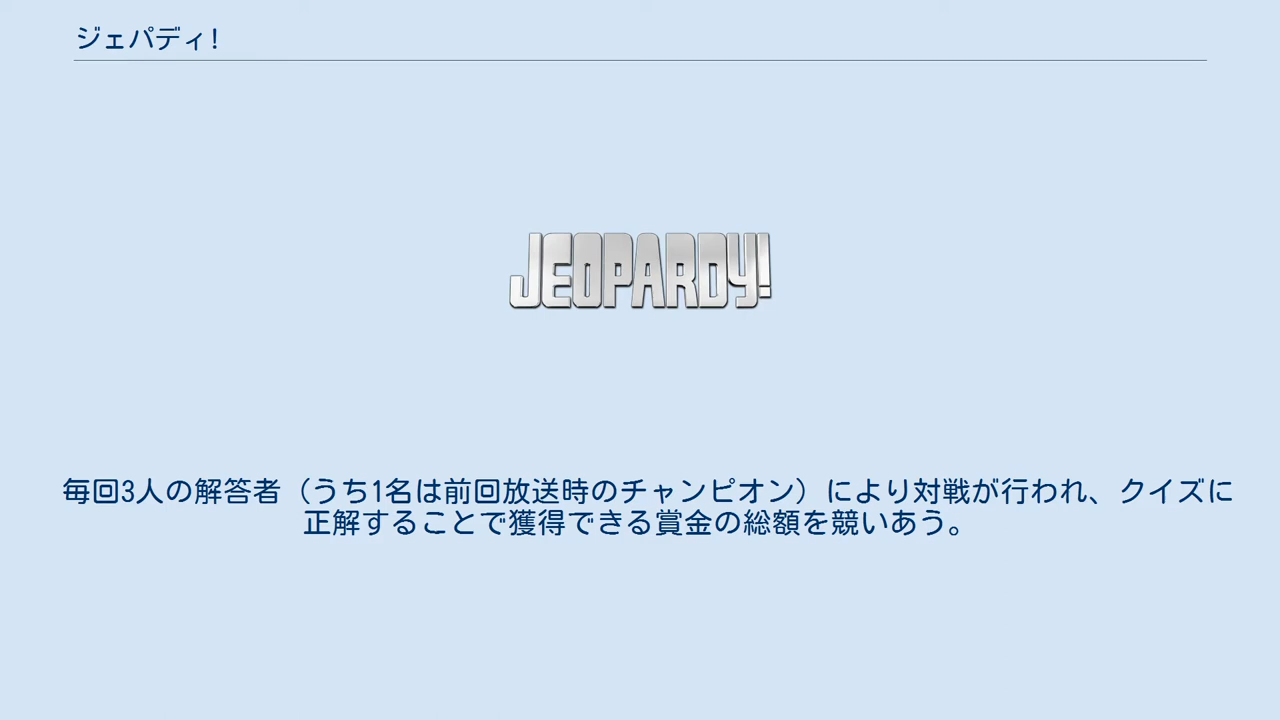 ジェパディ!
JEOPARDY!
毎回3人の解答者（うち1名は前回放送時のチャンピオン）により対戦が行われ、クイズに
正解することで獲得できる賞金の総額を競いあう。